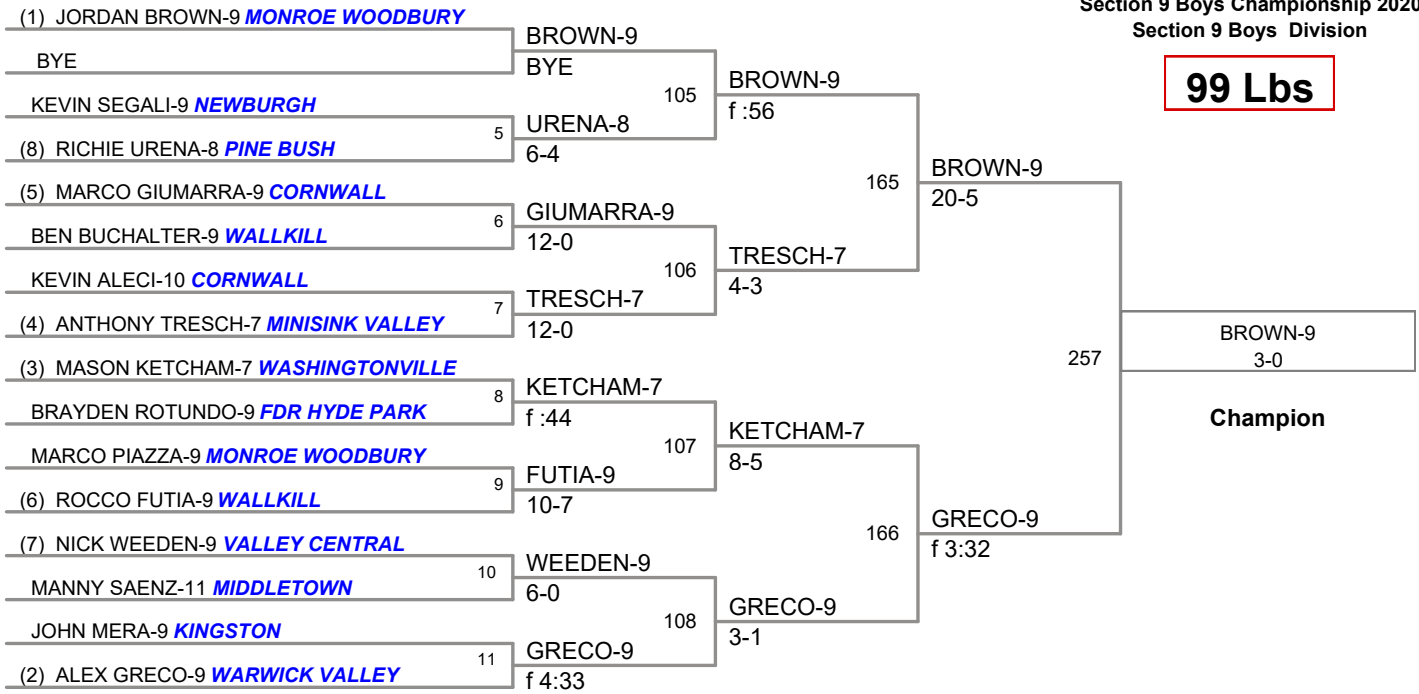 Section 9 Boys Championship 2020
Section 9 Boys Division
99 Lbs
(1) JORDAN BROWN-9 MONROE WOODBURY
BYE
KEVIN SEGALI-9 NEWBURGH
(8) RICHIE URENA-8 PINE BUSH
(5) MARCO GIUMARRA-9 CORNWALL
BEN BUCHALTER-9 WALLKILL
KEVIN ALECI-10 CORNWALL
(4) ANTHONY TRESCH-7 MINISINK VALLEY
(3) MASON KETCHAM-7 WASHINGTONVILLE
BRAYDEN ROTUNDO-9 FDR HYDE PARK
MARCO PIAZZA-9 MONROE WOODBURY
(6) ROCCO FUTIA-9 WALLKILL
(7) NICK WEEDEN-9 VALLEY CENTRAL
MANNY SAENZ-11 MIDDLETOWN
JOHN MERA-9 KINGSTON
(2) ALEX GRECO-9 WARWICK VALLEY
BROWN-9
BYE
5
URENA-8
6-4
6
GIUMARRA-9
12-0
7
TRESCH-7
12-0
8
KETCHAM-7
f :44
9
FUTIA-9
10-7
10
WEEDEN-9
6-0
11
GRECO-9
f 4:33
105
BROWN-9
f :56
106
TRESCH-7
4-3
107
KETCHAM-7
8-5
108
GRECO-9
3-1
165
BROWN-9
20-5
166
GRECO-9
f 3:32
257
BROWN-9
3-0
Champion